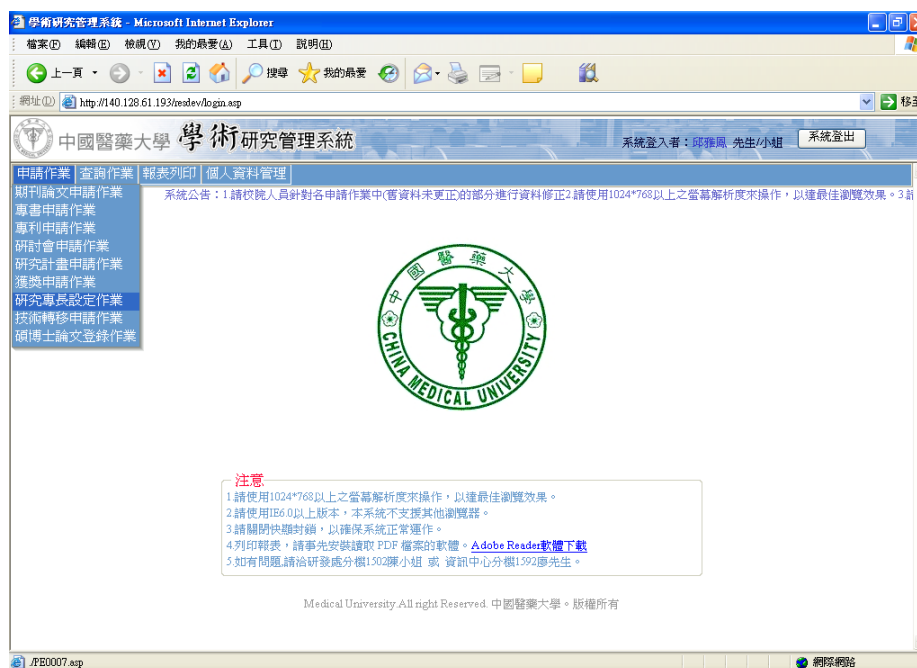 學術研究管理系統 - Microsoft Internet Explorer
檔案(F) 編輯(E) 檢視(V) 我的最愛(A) 工具(T) 說明(H)
上一頁 搜尋 我的最愛
網址(D) http://140.128.61.193/resdev/login.asp 移至
中國醫藥大學 學術研究管理系統 系統登入者：邱雅鳳 先生/小姐 系統登出
申請作業 查詢作業 報表列印 個人資料管理
系統公告：1.請校院人員針對各申請作業中(舊資料未更正)的部分進行資料修正2.請使用1024*768以上之螢幕解析度來操作，以達最佳瀏覽效果。3.
期刊論文申請作業
專書申請作業
專利申請作業
研討會申請作業
研究計畫申請作業
獲獎申請作業
研究專長設定作業
技術轉移申請作業
碩博士論文登錄作業
中國醫藥大學
CHINA MEDICAL UNIVERSITY
注意
1.請使用1024*768以上之螢幕解析度來操作，以達最佳瀏覽效果。
2.請使用IE6.0以上版本，本系統不支援其他瀏覽器。
3.請關閉快顯封鎖，以確保系統正常運作。
4.列印報表，請事先安裝讀取 PDF 檔案的軟體。Adobe Reader軟體下載
5.如有問題,請洽研發處分機1502陳小姐 或 資訊中心分機1592廖先生。
Medical University.All right Reserved. 中國醫藥大學。版權所有
/PE0007.asp 網際網路